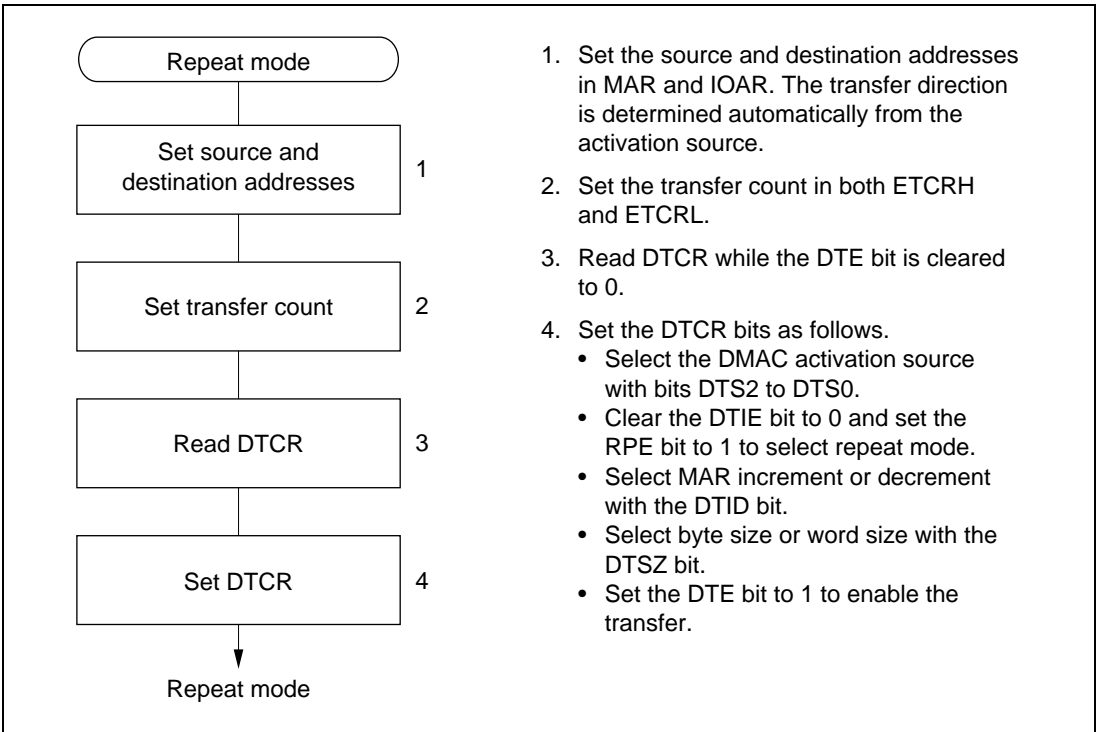 Repeat mode
Set source and
destination addresses
1
Set transfer count
2
Read DTCR
3
Set DTCR
4
Repeat mode
1. Set the source and destination addresses
in MAR and IOAR. The transfer direction
is determined automatically from the
activation source.
2. Set the transfer count in both ETCRH
and ETCRL.
3. Read DTCR while the DTE bit is cleared
to 0.
4. Set the DTCR bits as follows.
• Select the DMAC activation source
with bits DTS2 to DTS0.
• Clear the DTIE bit to 0 and set the
RPE bit to 1 to select repeat mode.
• Select MAR increment or decrement
with the DTID bit.
• Select byte size or word size with the
DTSZ bit.
• Set the DTE bit to 1 to enable the
transfer.